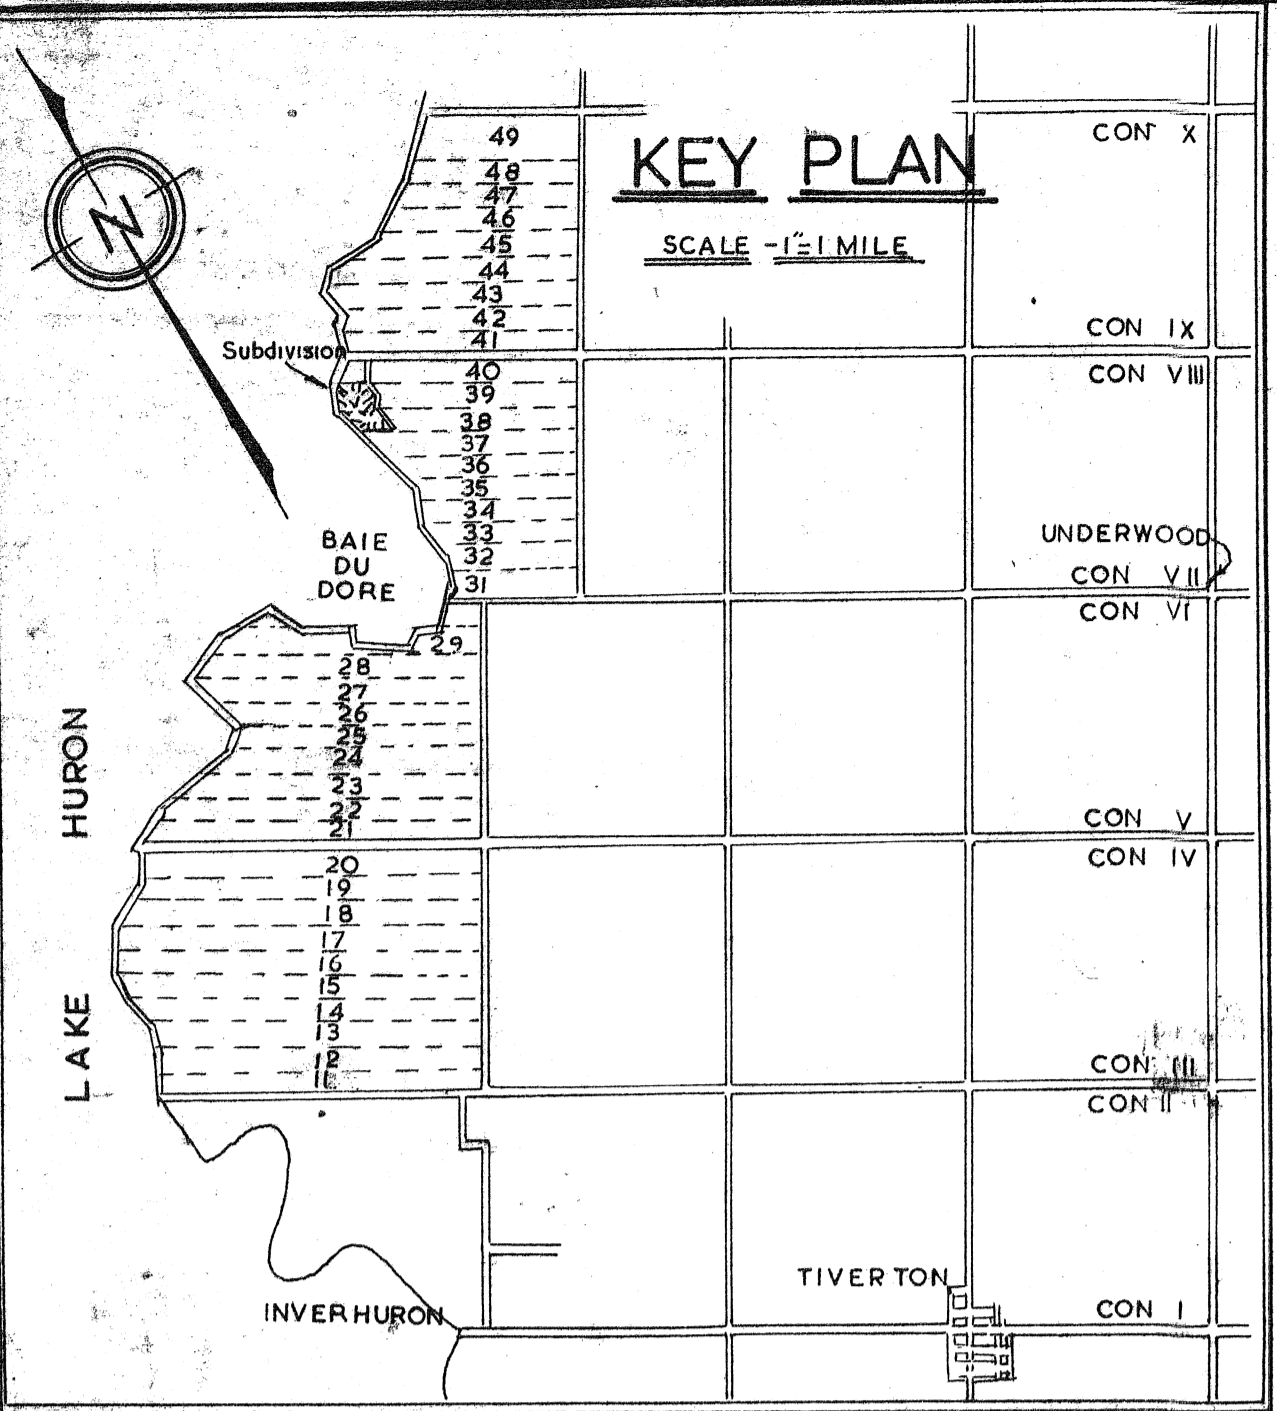 KEY PLAN
SCALE - 1" = 1 MILE
N
CON X
49
48
47
46
45
44
43
42
41
CON IX
Subdivision
40
39
38
37
36
35
34
33
32
31
CON VIII
BAIE
DU
DORE
UNDERWOOD
CON VII
CON VI
29
28
27
26
25
24
23
22
21
CON V
CON IV
20
19
18
17
16
15
14
13
12
11
LAKE HURON
CON III
CON II
TIVERTON
INVERHURON
CON I